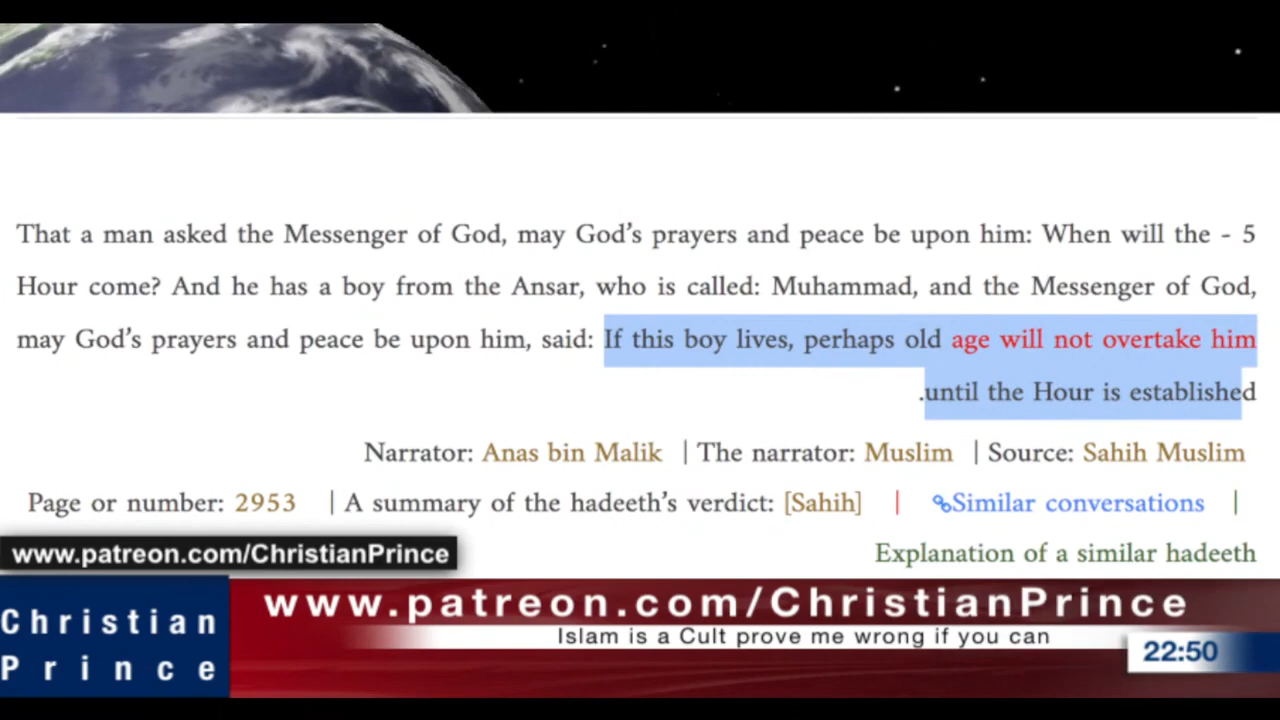 That a man asked the Messenger of God, may God's prayers and peace be upon him: When will the - 5
Hour come? And he has a boy from the Ansar, who is called: Muhammad, and the Messenger of God,
may God's prayers and peace be upon him, said: If this boy lives, perhaps old age will not overtake him
.until the Hour is established
Narrator: Anas bin Malik | The narrator: Muslim | Source: Sahih Muslim
Page or number: 2953 | A summary of the hadeeth's verdict: [Sahih] | Similar conversations |
Explanation of a similar hadeeth
www.patreon.com/ChristianPrince
www.patreon.com/ChristianPrince
Islam is a Cult prove me wrong if you can
Christian
Prince
22:50